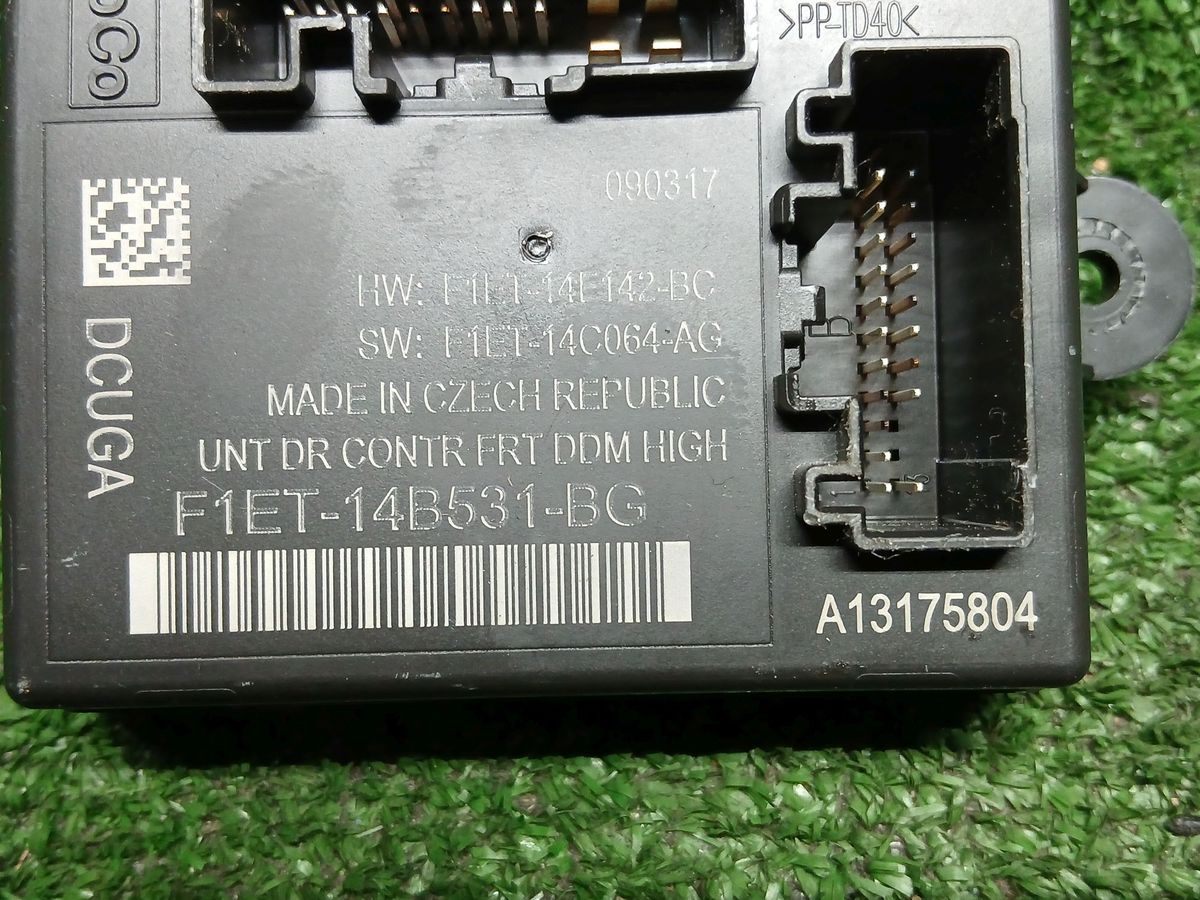 >PP-TD40<
090317
HW: F1ET-14F142-BC
SW: F1ET-14C064-AG
MADE IN CZECH REPUBLIC
UNT DR CONTR FRT DDM HIGH
F1ET-14B531-BG
DCUGA
A13175804